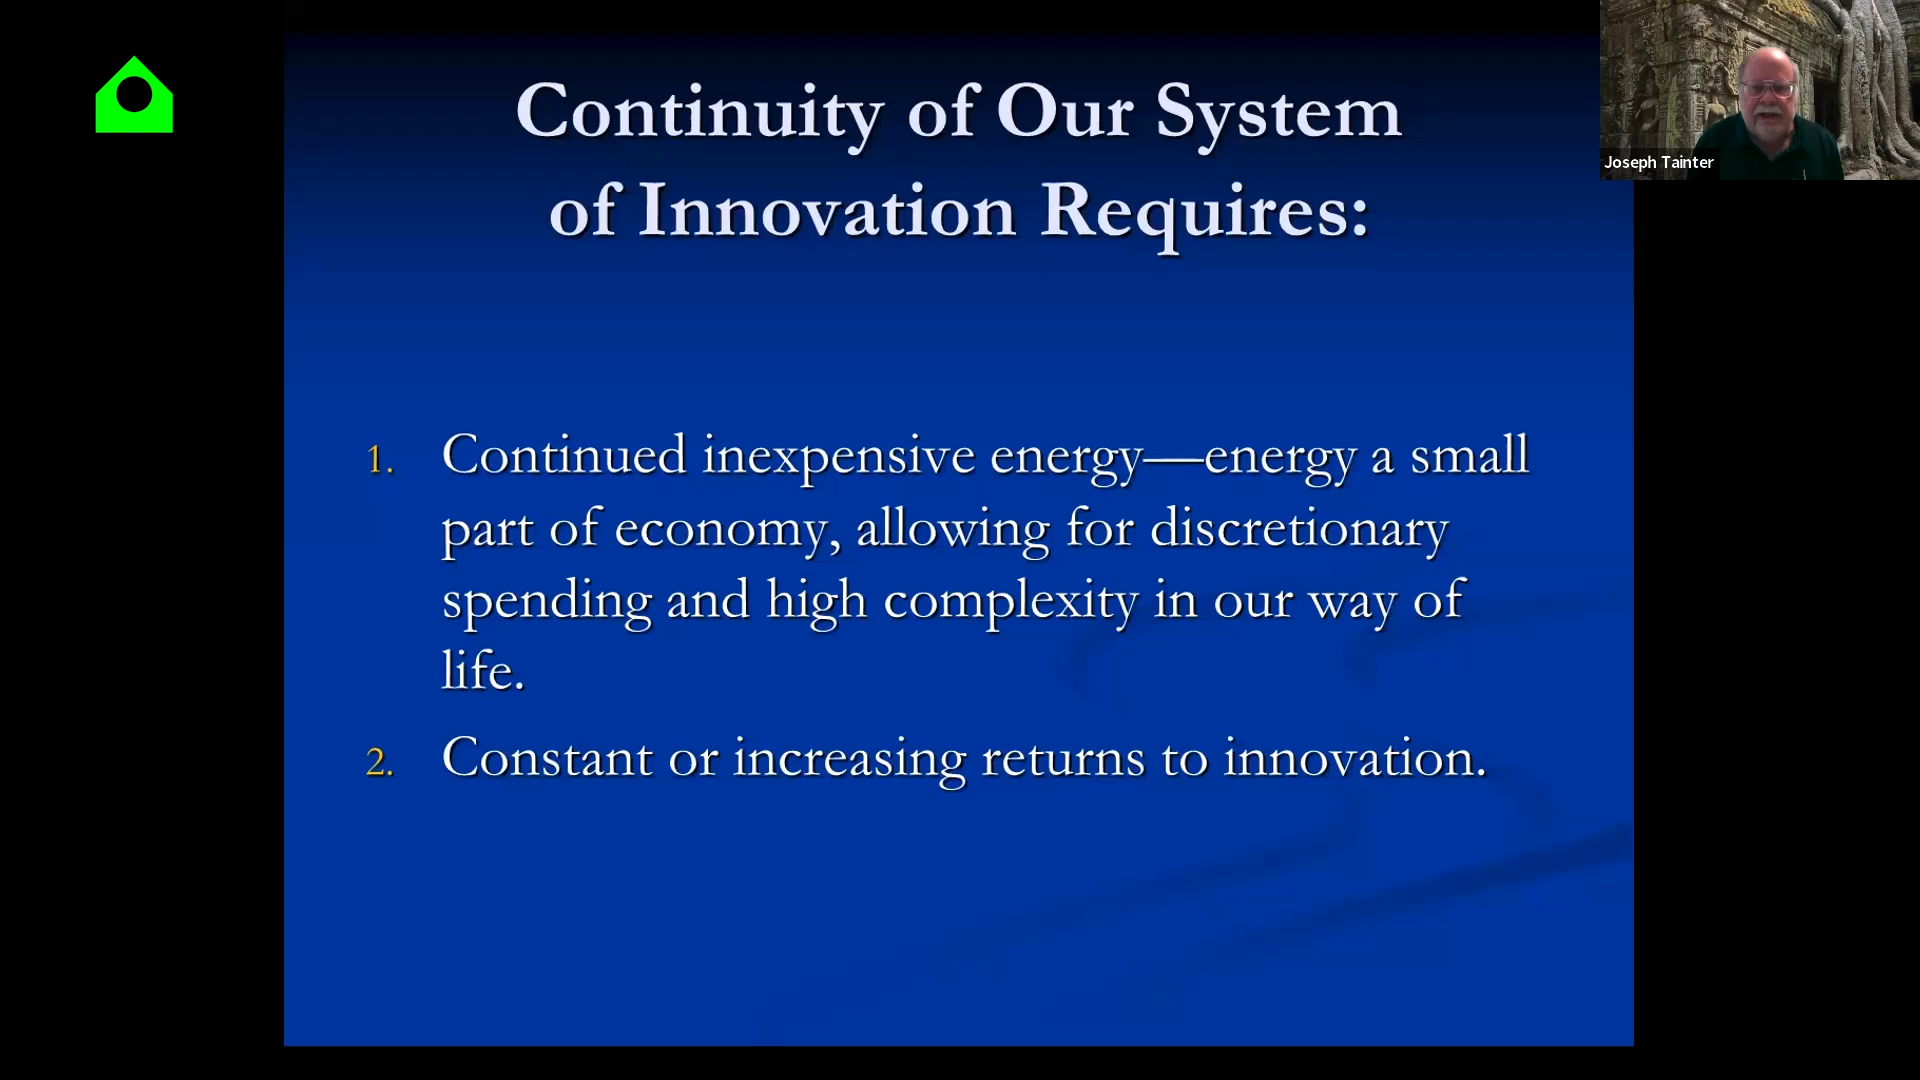 Continuity of Our System
of Innovation Requires:
Joseph Tainter
1. Continued inexpensive energy—energy a small
part of economy, allowing for discretionary
spending and high complexity in our way of
life.
2. Constant or increasing returns to innovation.